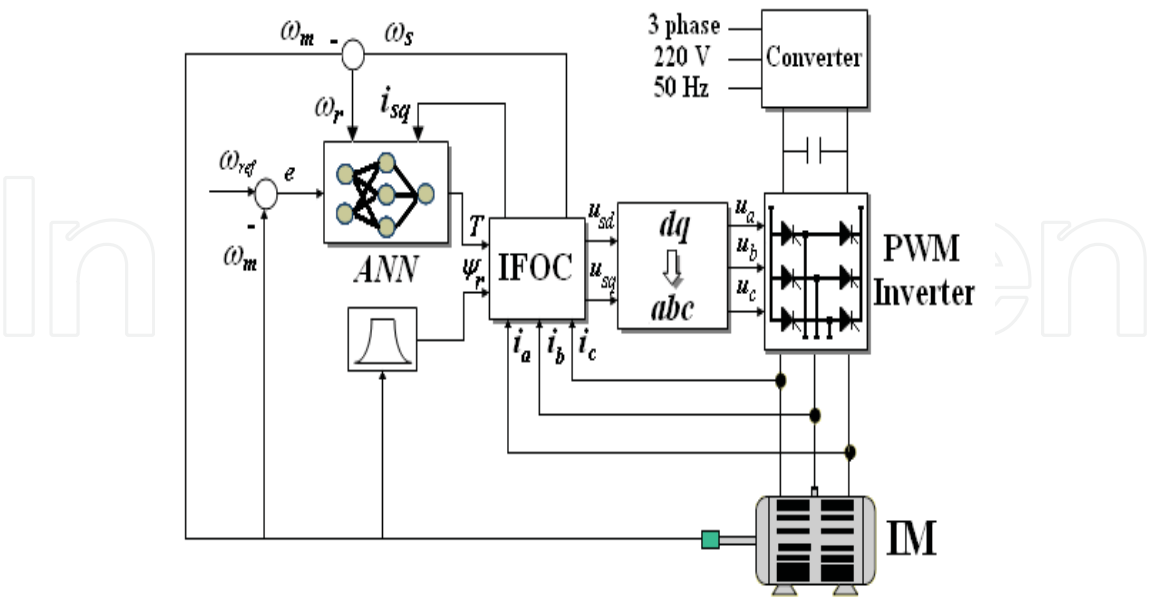 ωm - ωs
3 phase
220 V
50 Hz
Converter
ωr
isq
ωref
e
-
ωm
ANN
T
ψr
IFOC
usd
usq
dq
abc
ua
ub
uc
PWM
Inverter
ia ib ic
IM